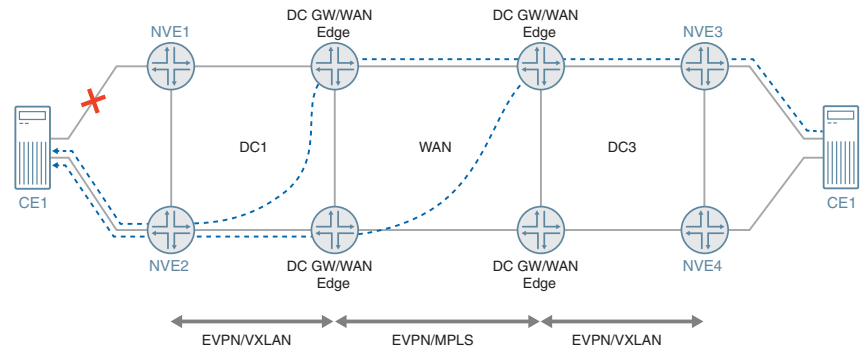 NVE1
DC GW/WAN
Edge
DC GW/WAN
Edge
NVE3
CE1
DC1
WAN
DC3
CE1
NVE2
DC GW/WAN
Edge
DC GW/WAN
Edge
NVE4
EVPN/VXLAN
EVPN/MPLS
EVPN/VXLAN